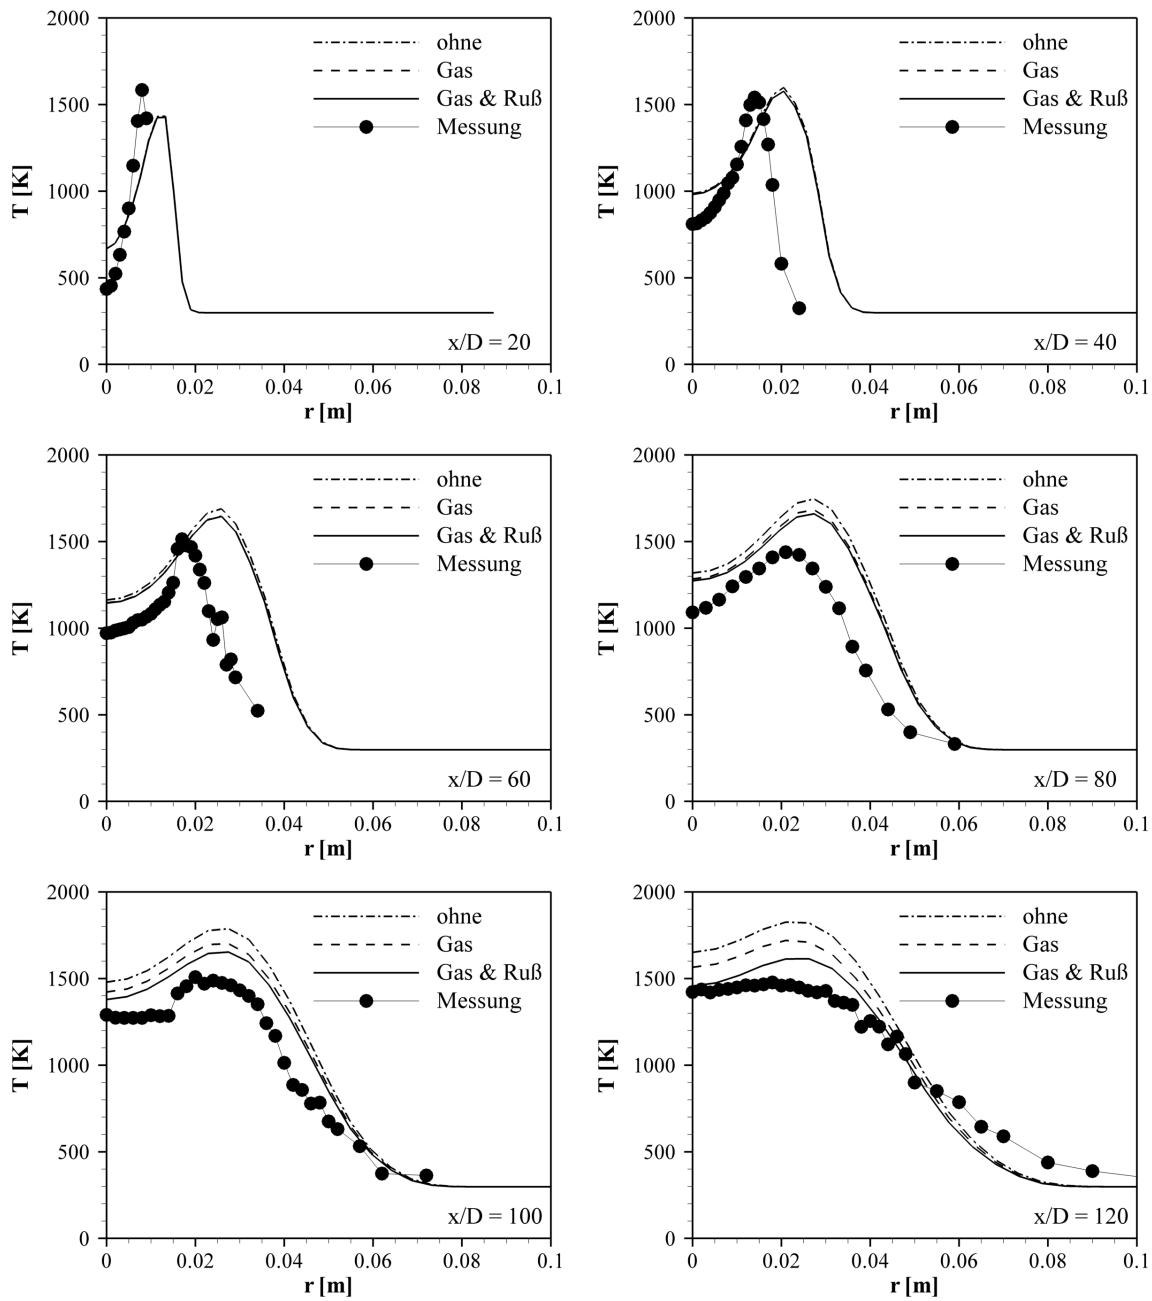 2000
1500
1000
500
0
T [K]
0
0.02
0.04
0.06
0.08
0.1
r [m]
ohne
Gas
Gas & Ruß
Messung
x/D = 20
2000
1500
1000
500
0
T [K]
0
0.02
0.04
0.06
0.08
0.1
r [m]
ohne
Gas
Gas & Ruß
Messung
x/D = 40
2000
1500
1000
500
0
T [K]
0
0.02
0.04
0.06
0.08
0.1
r [m]
ohne
Gas
Gas & Ruß
Messung
x/D = 60
2000
1500
1000
500
0
T [K]
0
0.02
0.04
0.06
0.08
0.1
r [m]
ohne
Gas
Gas & Ruß
Messung
x/D = 80
2000
1500
1000
500
0
T [K]
0
0.02
0.04
0.06
0.08
0.1
r [m]
ohne
Gas
Gas & Ruß
Messung
x/D = 100
2000
1500
1000
500
0
T [K]
0
0.02
0.04
0.06
0.08
0.1
r [m]
ohne
Gas
Gas & Ruß
Messung
x/D = 120